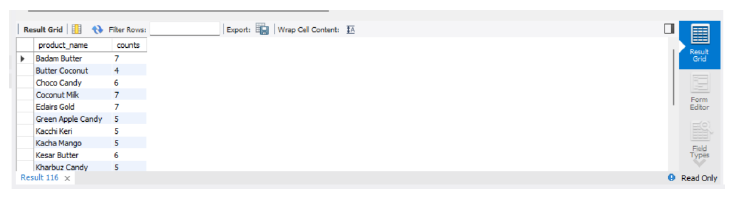 Result Grid Filter Rows: Export: Wrap Cell Content: IA
product_name counts
Badam Butter 7
Butter Coconut 4
Choco Candy 6
Coconut Milk 7
Eclairs Gold 7
Green Apple Candy 5
Kacchi Keri 5
Kacha Mango 5
Kesar Butter 6
Kharbuz Candy 5
Result
Grid
Form
Editor
Field
Types
Result 116 × Read Only